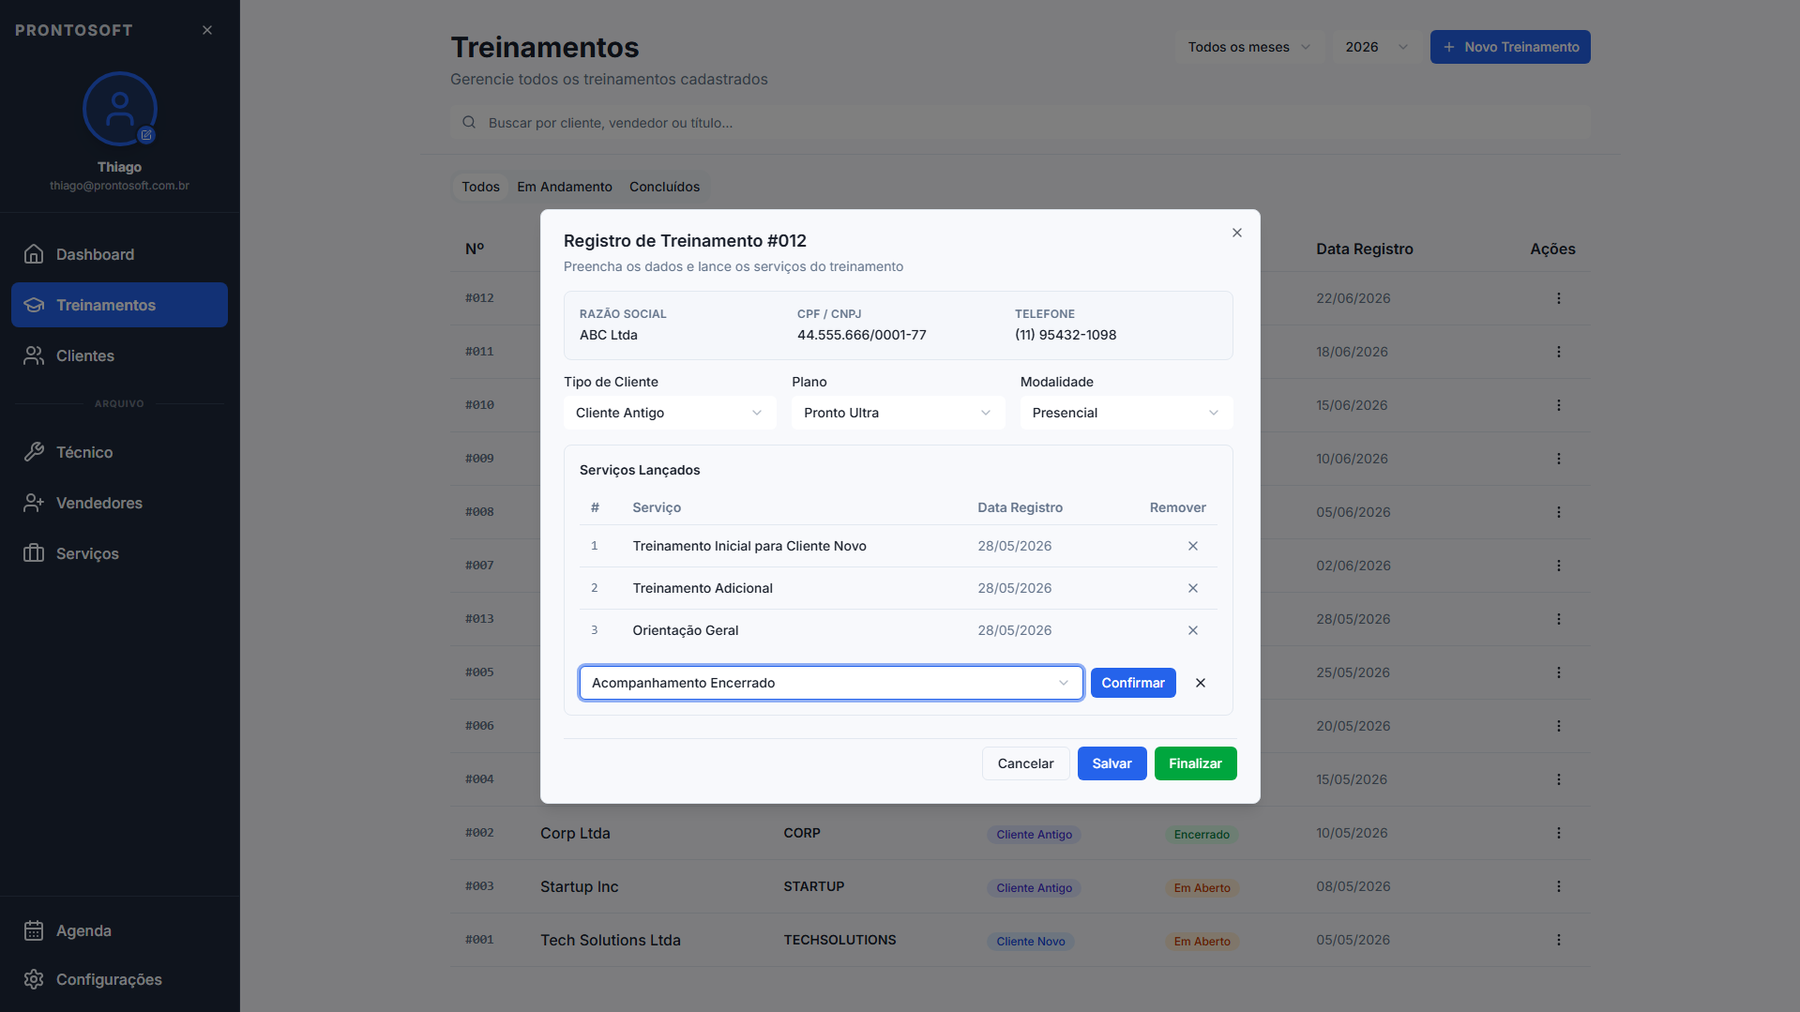 PRONTOSOFT
Thiago
thiago@prontosoft.com.br
Dashboard
Treinamentos
Clientes
ARQUIVO
Técnico
Vendedores
Serviços
Agenda
Configurações
Treinamentos
Gerencie todos os treinamentos cadastrados
Todos os meses
2026
Novo Treinamento
Buscar por cliente, vendedor ou título...
Todos Em Andamento Concluídos
Nº Data Registro Ações
#012 22/06/2026
#011 18/06/2026
#010 15/06/2026
#009 10/06/2026
#008 05/06/2026
#007 02/06/2026
#013 28/05/2026
#005 25/05/2026
#006 20/05/2026
#004 15/05/2026
#002 Corp Ltda CORP Cliente Antigo Encerrado 10/05/2026
#003 Startup Inc STARTUP Cliente Antigo Em Aberto 08/05/2026
#001 Tech Solutions Ltda TECHSOLUTIONS Cliente Novo Em Aberto 05/05/2026
Registro de Treinamento #012
Preencha os dados e lance os serviços do treinamento
RAZÃO SOCIAL CPF / CNPJ TELEFONE
ABC Ltda 44.555.666/0001-77 (11) 95432-1098
Tipo de Cliente Plano Modalidade
Cliente Antigo Pronto Ultra Presencial
Serviços Lançados
# Serviço Data Registro Remover
1 Treinamento Inicial para Cliente Novo 28/05/2026
2 Treinamento Adicional 28/05/2026
3 Orientação Geral 28/05/2026
Acompanhamento Encerrado Confirmar
Cancelar Salvar Finalizar